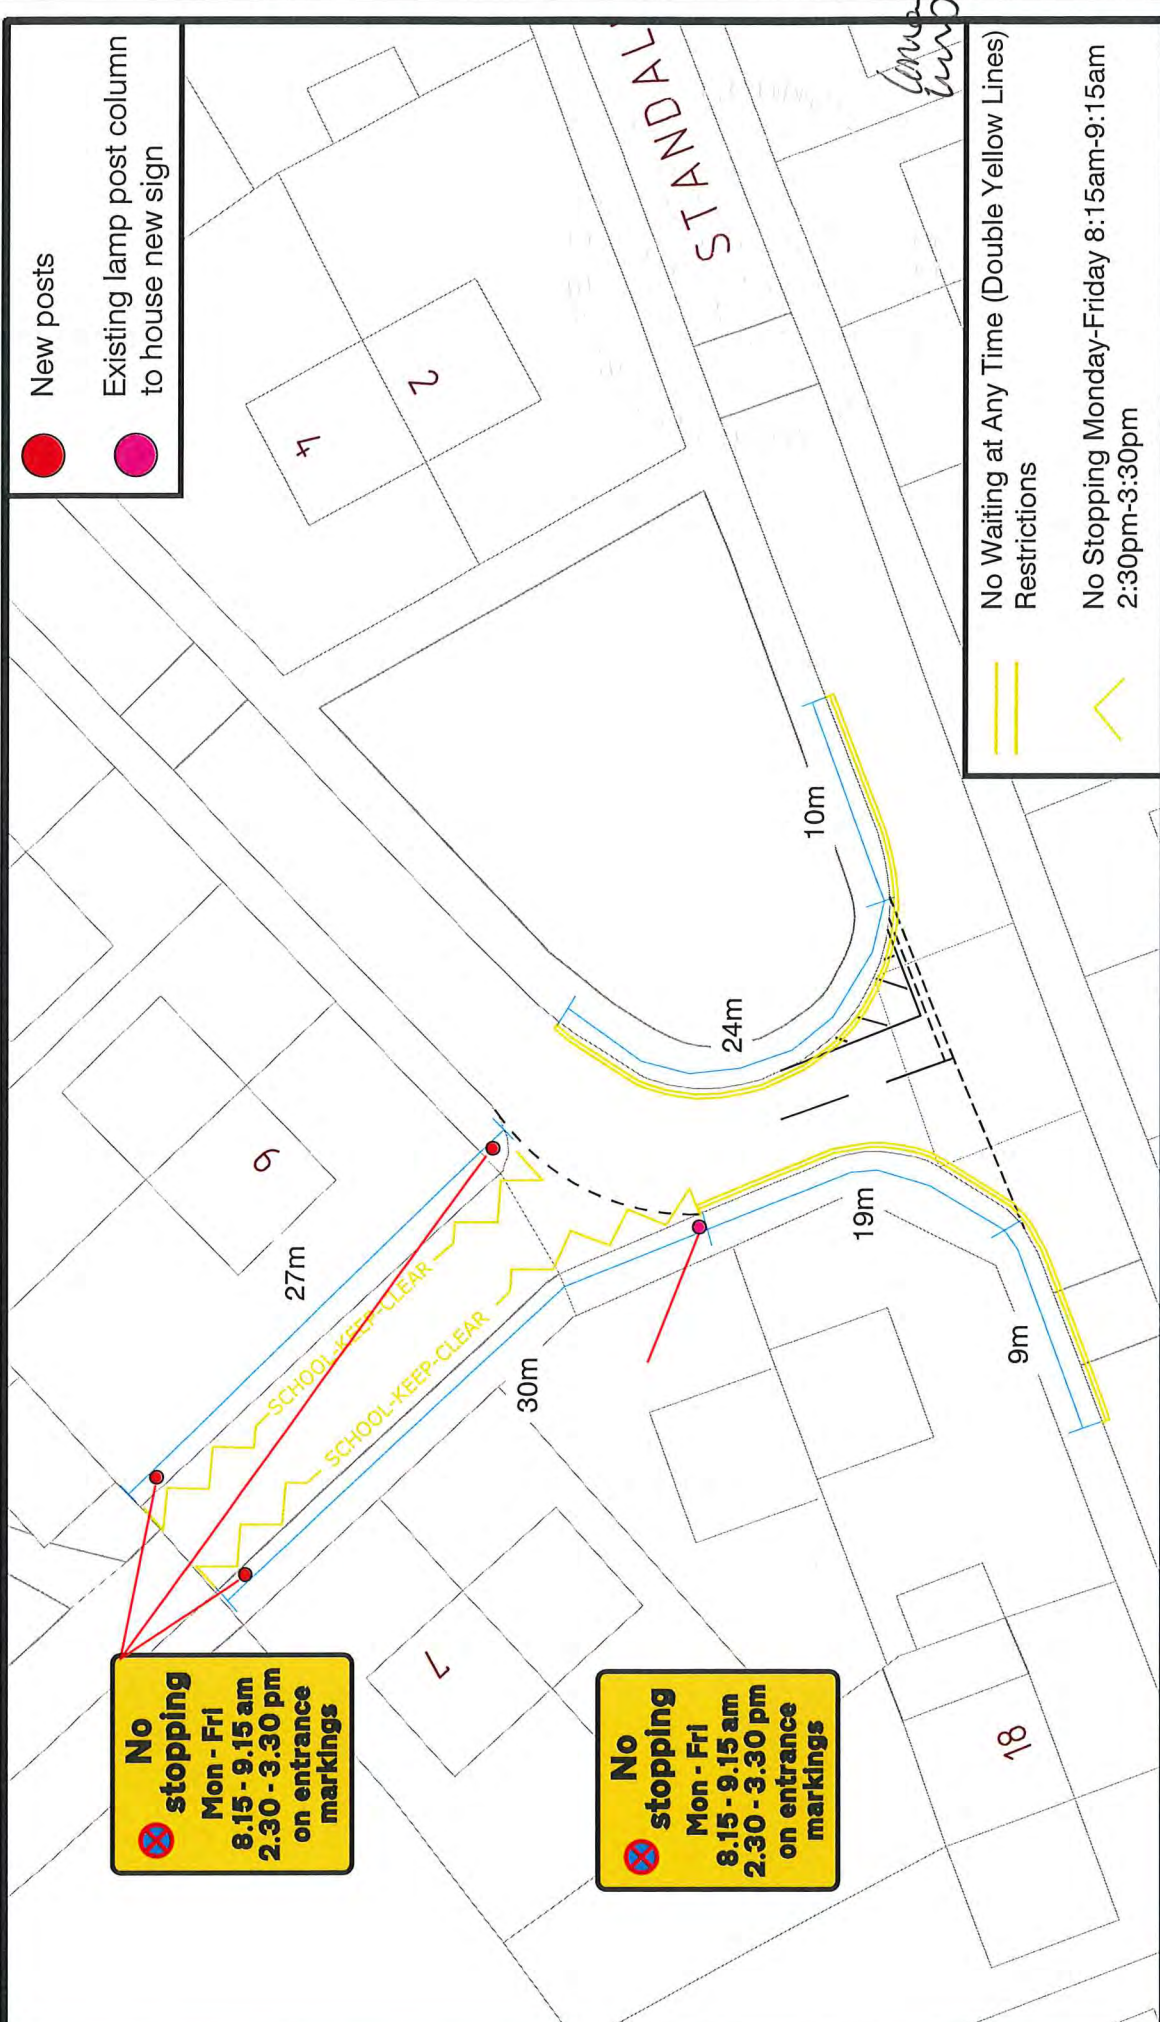 New posts
Existing lamp post column
to house new sign
4
2
STANDAL
No Waiting at Any Time (Double Yellow Lines)
Restrictions
No Stopping Monday-Friday 8:15am-9:15am
2:30pm-3:30pm
10m
24m
9
27m
SCHOOL-KEEP-CLEAR
SCHOOL-KEEP-CLEAR
30m
19m
9m
7
18
No
stopping
Mon - Fri
8.15 - 9.15 am
2.30 - 3.30 pm
on entrance
markings
No
stopping
Mon - Fri
8.15 - 9.15 am
2.30 - 3.30 pm
on entrance
markings